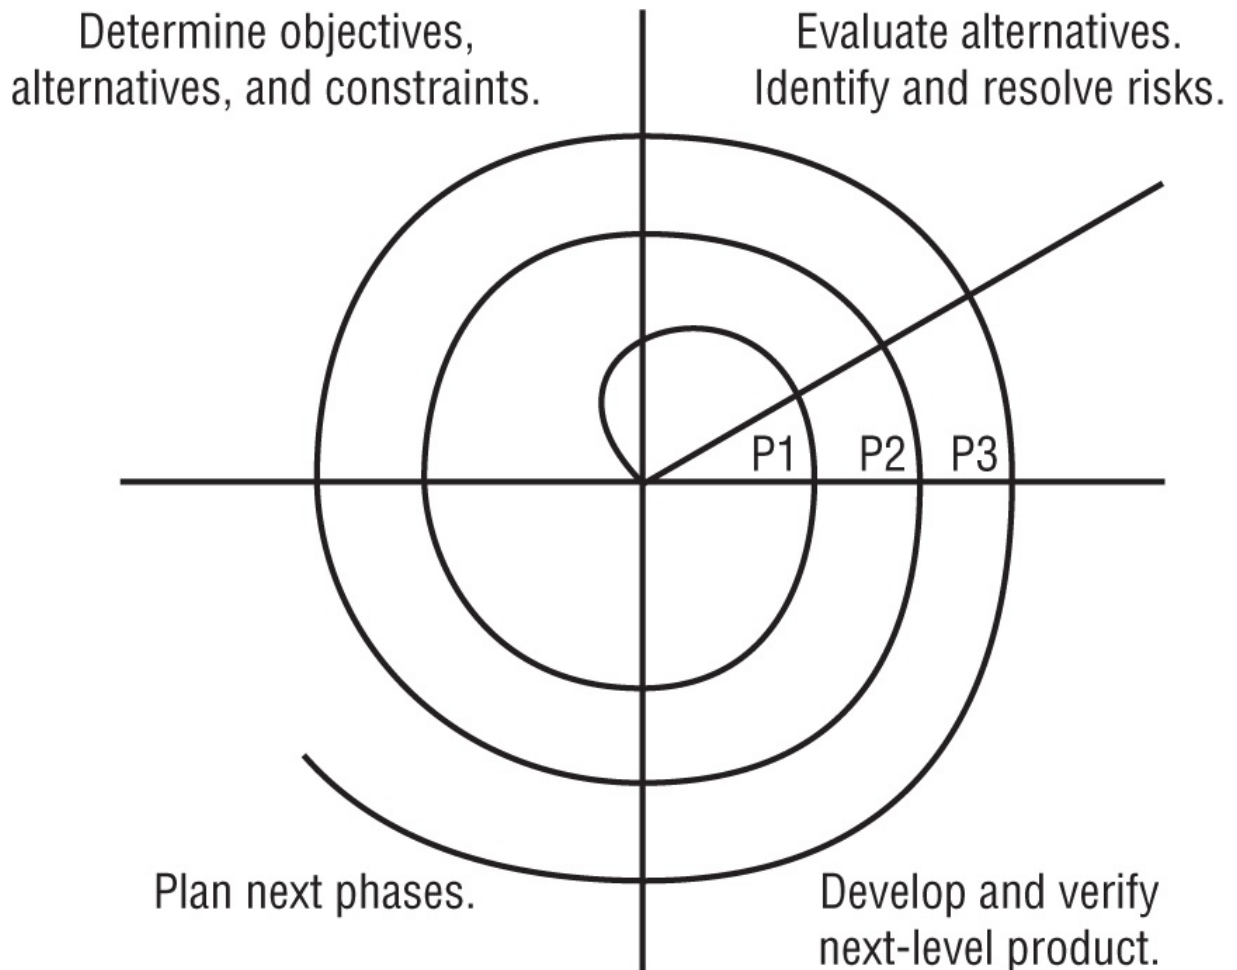 Determine objectives,
alternatives, and constraints.
Evaluate alternatives.
Identify and resolve risks.
P1
P2
P3
Plan next phases.
Develop and verify
next-level product.